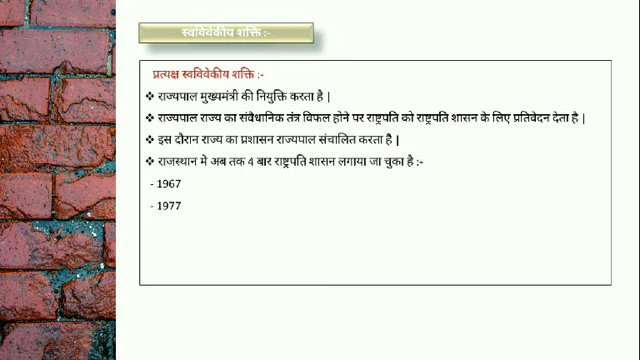 स्वविवेकीय शक्ति :-
प्रत्यक्ष स्वविवेकीय शक्ति :-
❖ राज्यपाल मुख्यमंत्री की नियुक्ति करता है |
❖ राज्यपाल राज्य का संवैधानिक तंत्र विफल होने पर राष्ट्रपति को राष्ट्रपति शासन के लिए प्रतिवेदन देता है |
❖ इस दौरान राज्य का प्रशासन राज्यपाल संचालित करता है |
❖ राजस्थान मे अब तक 4 बार राष्ट्रपति शासन लगाया जा चुका है :-
- 1967
- 1977